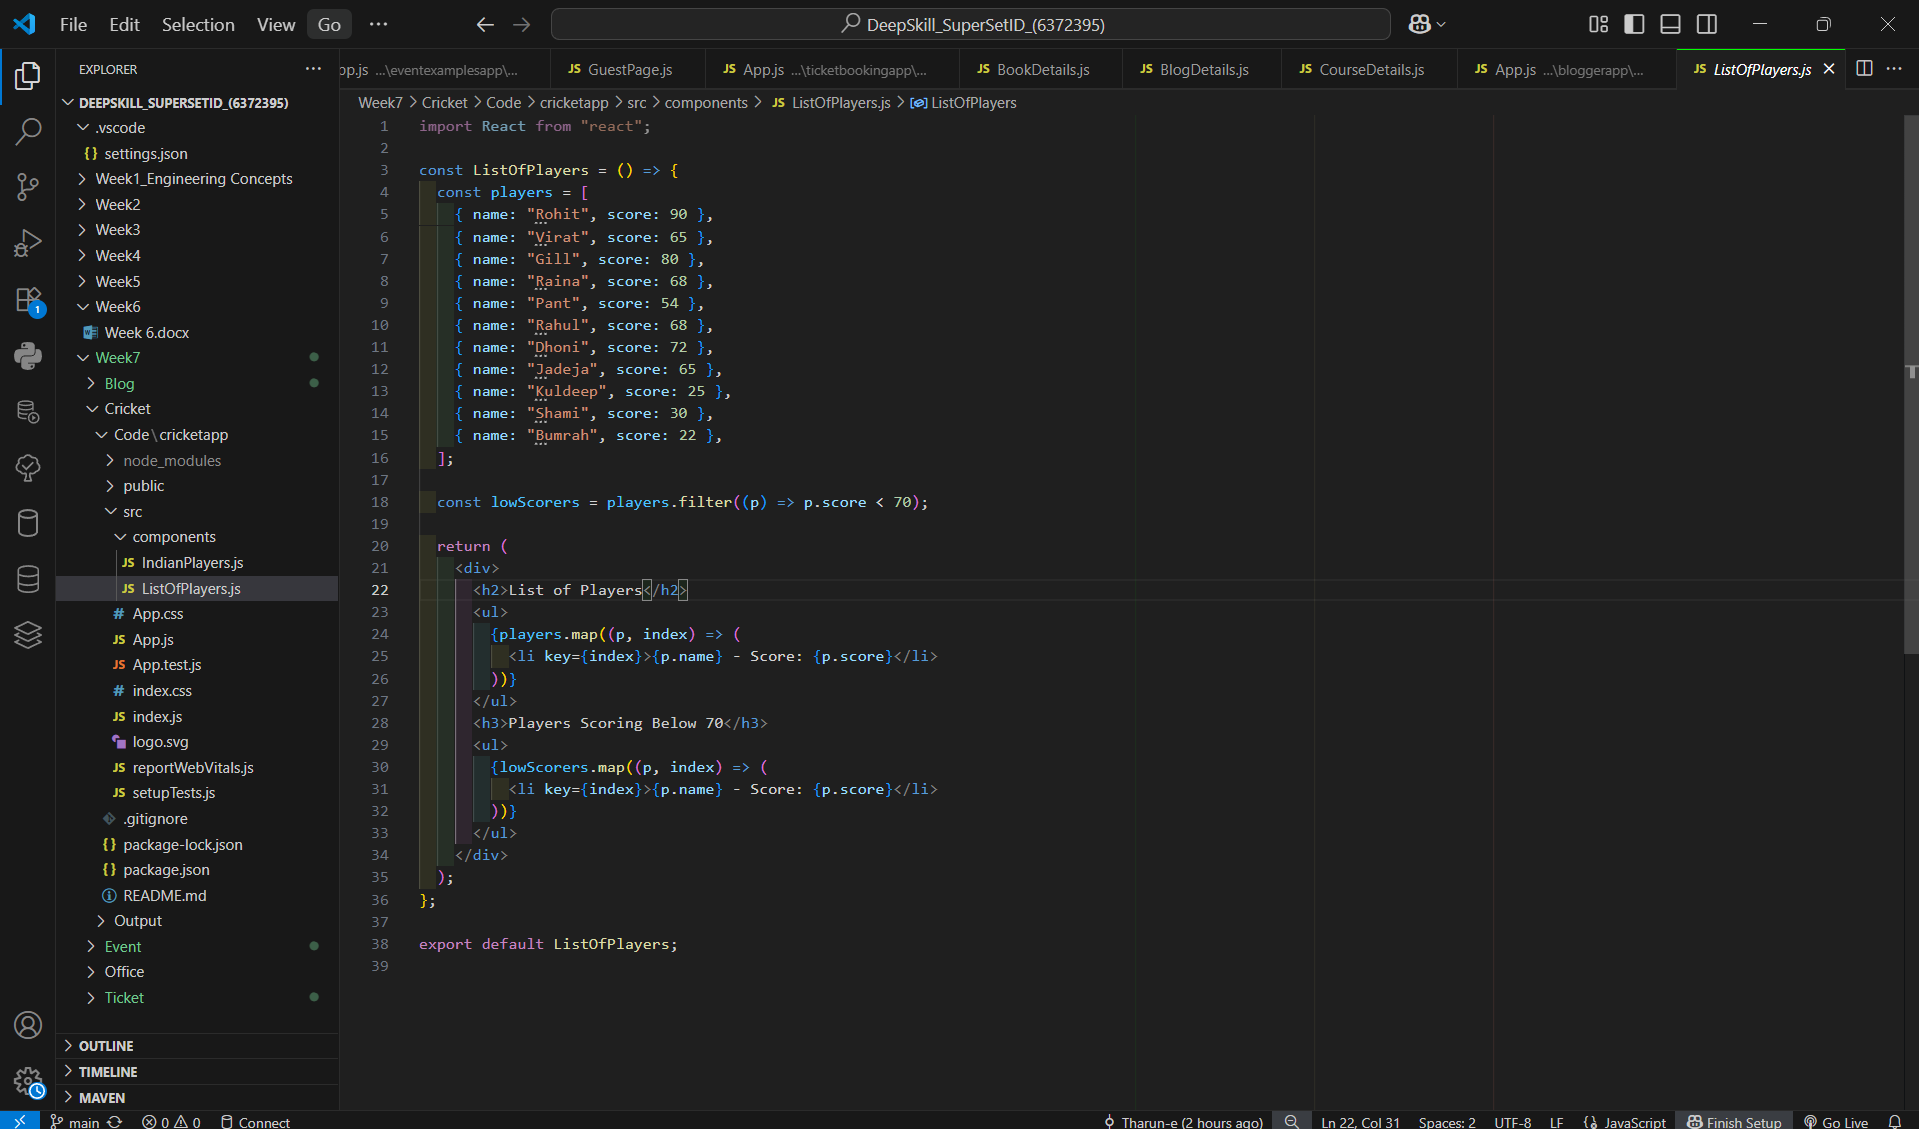 File Edit Selection View Go ··· DeepSkill_SuperSetID_(6372395)
EXPLORER
pp.js ...\eventexamplesapp\... GuestPage.js App.js ...\ticketbookingapp\... BookDetails.js BlogDetails.js CourseDetails.js App.js ...\bloggerapp\... ListOfPlayers.js
Week7 > Cricket > Code > cricketapp > src > components > JS ListOfPlayers.js > ListOfPlayers
DEEPSKILL_SUPERSETID_(6372395)
.vscode
settings.json
Week1_Engineering Concepts
Week2
Week3
Week4
Week5
Week6
Week 6.docx
Week7
Blog
Cricket
Code\cricketapp
node_modules
public
src
components
JS IndianPlayers.js
JS ListOfPlayers.js
# App.css
JS App.js
JS App.test.js
# index.css
JS index.js
logo.svg
JS reportWebVitals.js
JS setupTests.js
.gitignore
{} package-lock.json
{} package.json
README.md
Output
Event
Office
Ticket
OUTLINE
TIMELINE
MAVEN
1 import React from "react";
2
3 const ListOfPlayers = () => {
4 const players = [
5 { name: "Rohit", score: 90 },
6 { name: "Virat", score: 65 },
7 { name: "Gill", score: 80 },
8 { name: "Raina", score: 68 },
9 { name: "Pant", score: 54 },
10 { name: "Rahul", score: 68 },
11 { name: "Dhoni", score: 72 },
12 { name: "Jadeja", score: 65 },
13 { name: "Kuldeep", score: 25 },
14 { name: "Shami", score: 30 },
15 { name: "Bumrah", score: 22 },
16 ];
17
18 const lowScorers = players.filter((p) => p.score < 70);
19
20 return (
21 <div>
22 <h2>List of Players</h2>
23 <ul>
24 {players.map((p, index) => (
25 <li key={index}>{p.name} - Score: {p.score}</li>
26 ))}
27 </ul>
28 <h3>Players Scoring Below 70</h3>
29 <ul>
30 {lowScorers.map((p, index) => (
31 <li key={index}>{p.name} - Score: {p.score}</li>
32 ))}
33 </ul>
34 </div>
35 );
36 };
37
38 export default ListOfPlayers;
39
main 0 0 Connect Tharun-e (2 hours ago) Ln 22, Col 31 Spaces: 2 UTF-8 LF {} JavaScript Finish Setup Go Live